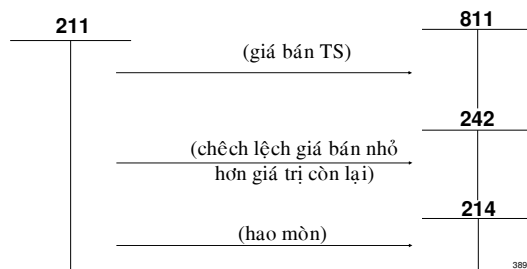 211
811
(giá bán TS)
242
(chêch lệch giá bán nhỏ
hơn giá trị còn lại)
214
(hao mòn)
389